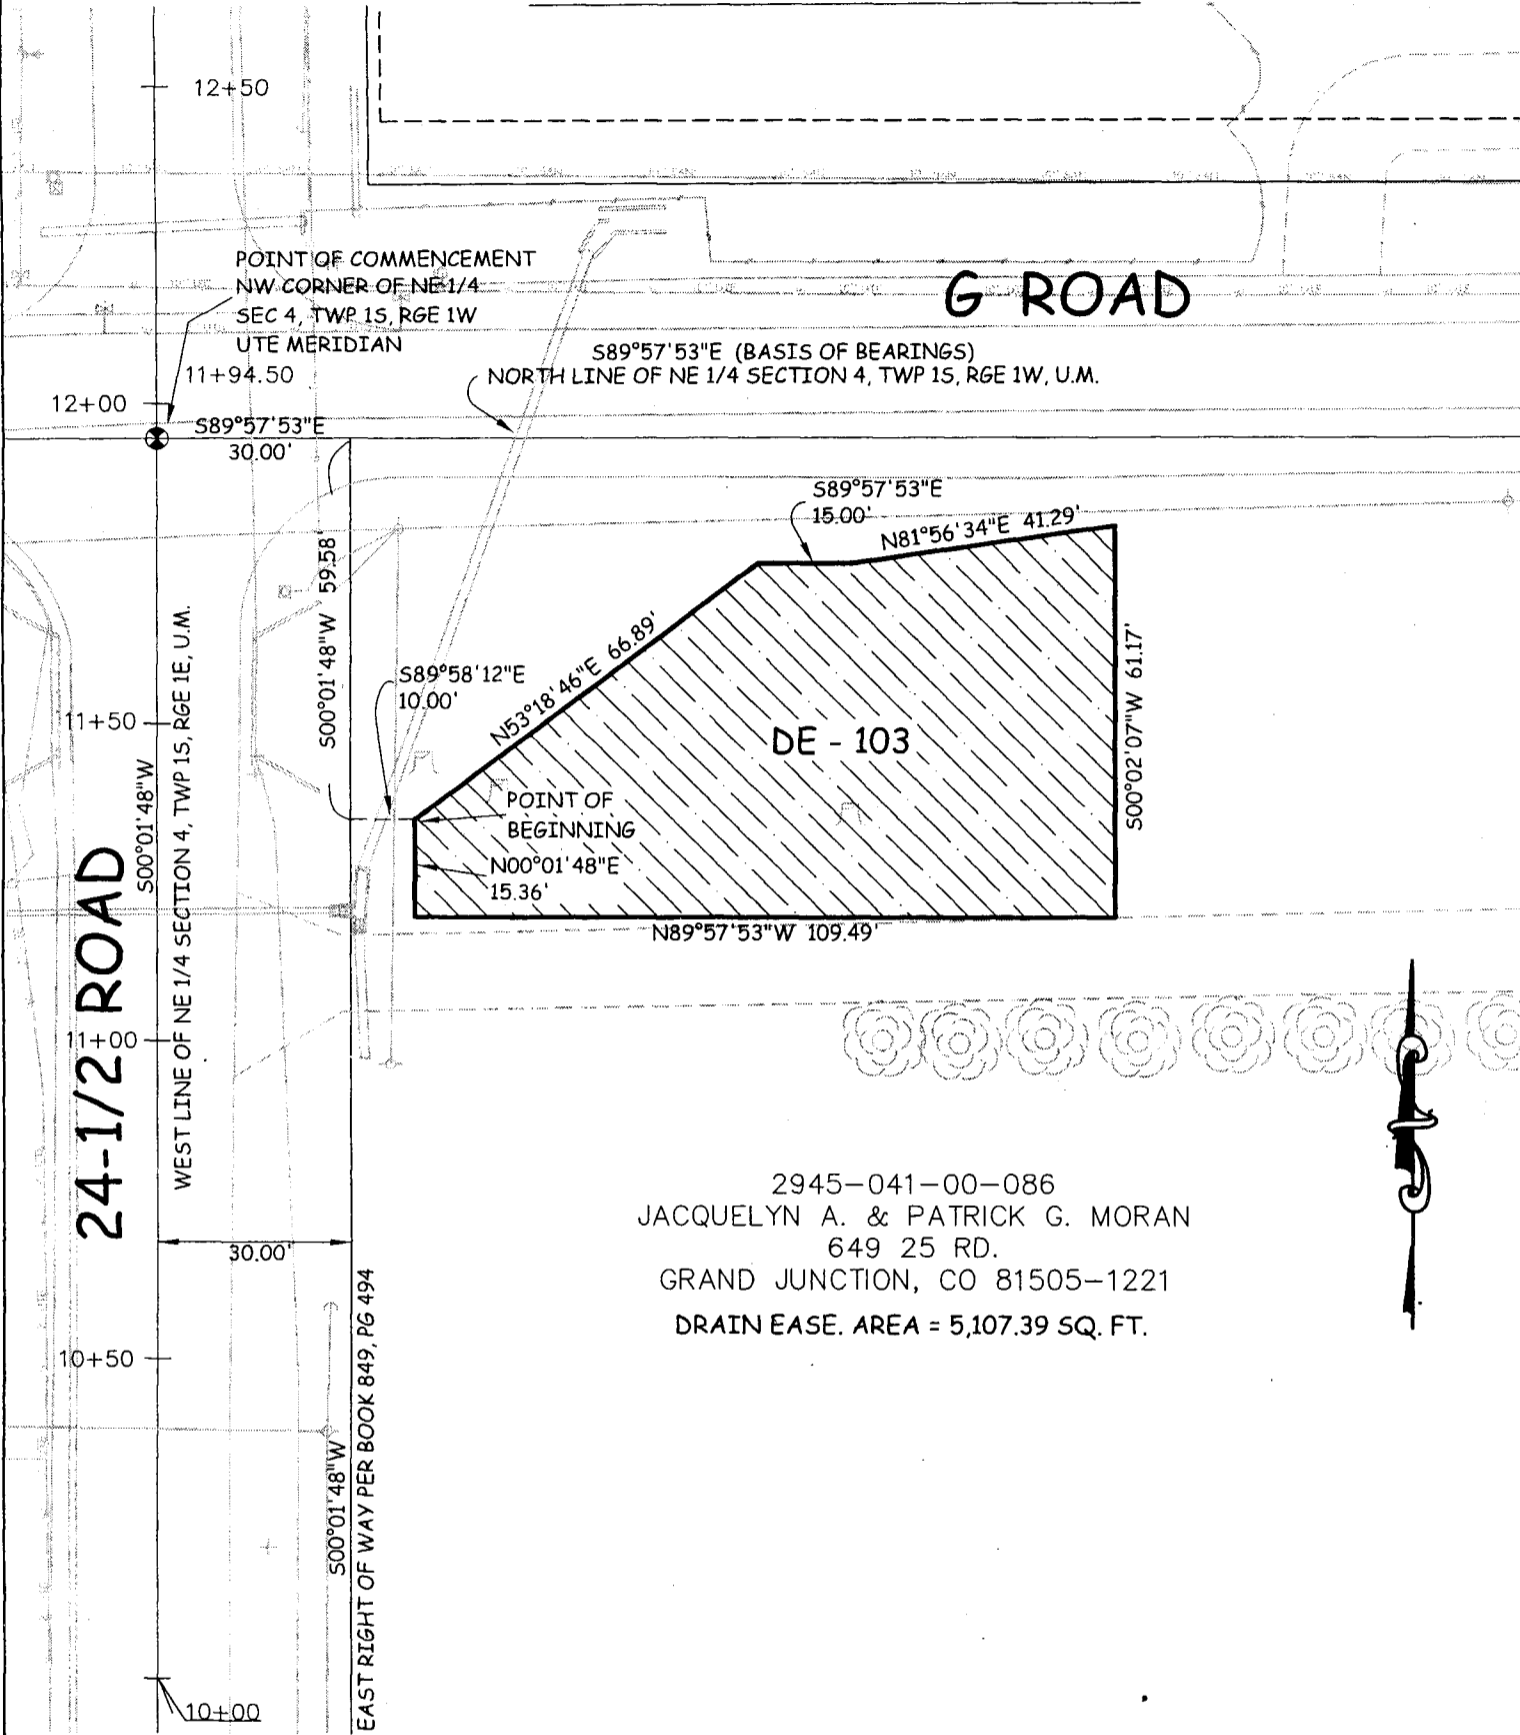 12+50
POINT OF COMMENCEMENT
NW CORNER OF NE 1/4
SEC 4, TWP 1S, RGE 1W
UTE MERIDIAN
11+94.50
12+00
G ROAD
S89°57'53"E (BASIS OF BEARINGS)
NORTH LINE OF NE 1/4 SECTION 4, TWP 1S, RGE 1W, U.M.
S89°57'53"E
30.00'
S89°57'53"E
15.00'
N81°56'34"E 41.29'
S00°01'48"W 59.58'
N53°18'46"E 66.89'
S89°58'12"E
10.00'
S00°02'07"W 61.17'
DE - 103
11+50
POINT OF
BEGINNING
N00°01'48"E
15.36'
N89°57'53"W 109.49'
24-1/2 ROAD
S00°01'48"W
WEST LINE OF NE 1/4 SECTION 4, TWP 1S, RGE 1E, U.M.
11+00
2945-041-00-086
JACQUELYN A. & PATRICK G. MORAN
649 25 RD.
GRAND JUNCTION, CO 81505-1221
DRAIN EASE. AREA = 5,107.39 SQ. FT.
30.00'
10+50
S00°01'48"W
EAST RIGHT OF WAY PER BOOK 849, PG 494
10+00